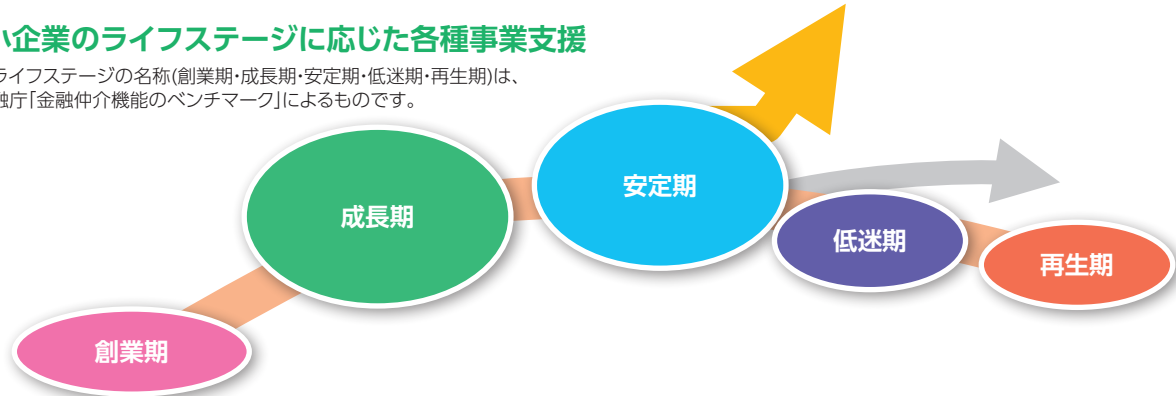 小企業のライフステージに応じた各種事業支援
ライフステージの名称(創業期・成長期・安定期・低迷期・再生期)は、
融庁「金融仲介機能のベンチマーク」によるものです。
安定期
成長期
低迷期
再生期
創業期